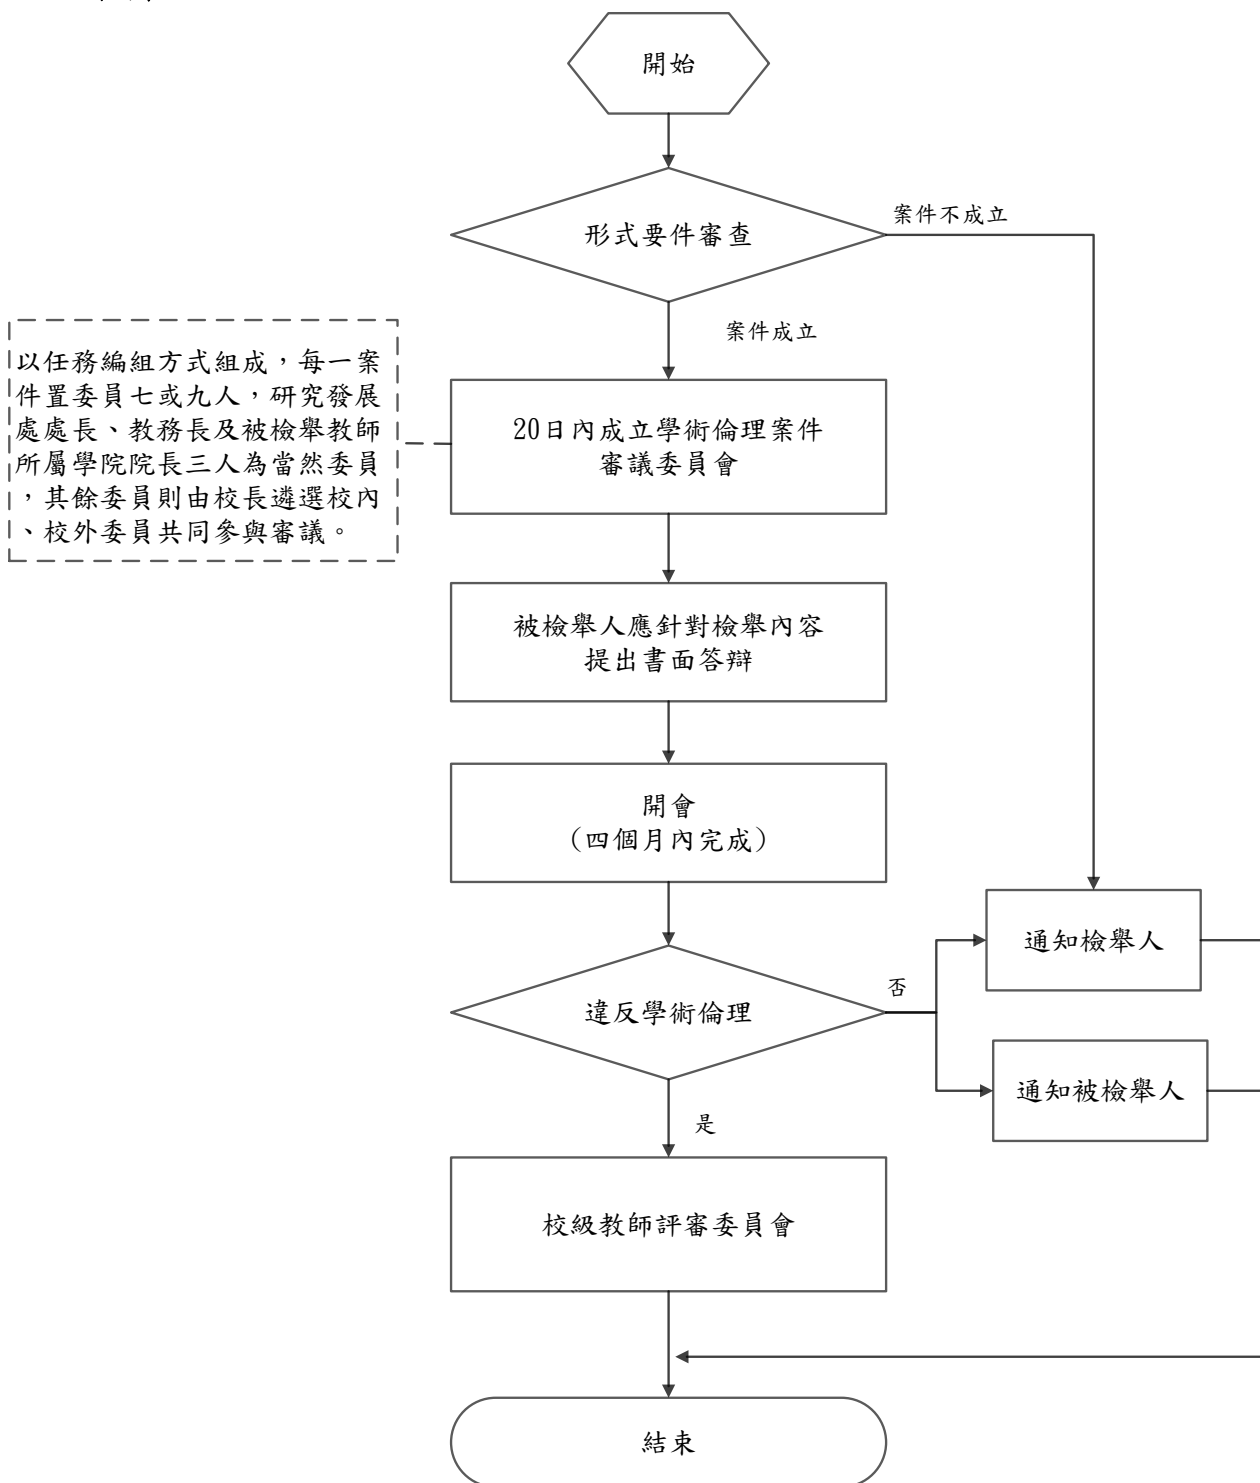 開始
形式要件審查
案件不成立
案件成立
以任務編組方式組成,每一案
件置委員七或九人,研究發展
處處長、教務長及被檢舉教師
所屬學院院長三人為當然委員
,其餘委員則由校長遴選校內
、校外委員共同參與審議。
20日內成立學術倫理案件
審議委員會
被檢舉人應針對檢舉內容
提出書面答辯
開會
(四個月內完成)
通知檢舉人
否
違反學術倫理
通知被檢舉人
是
校級教師評審委員會
結束